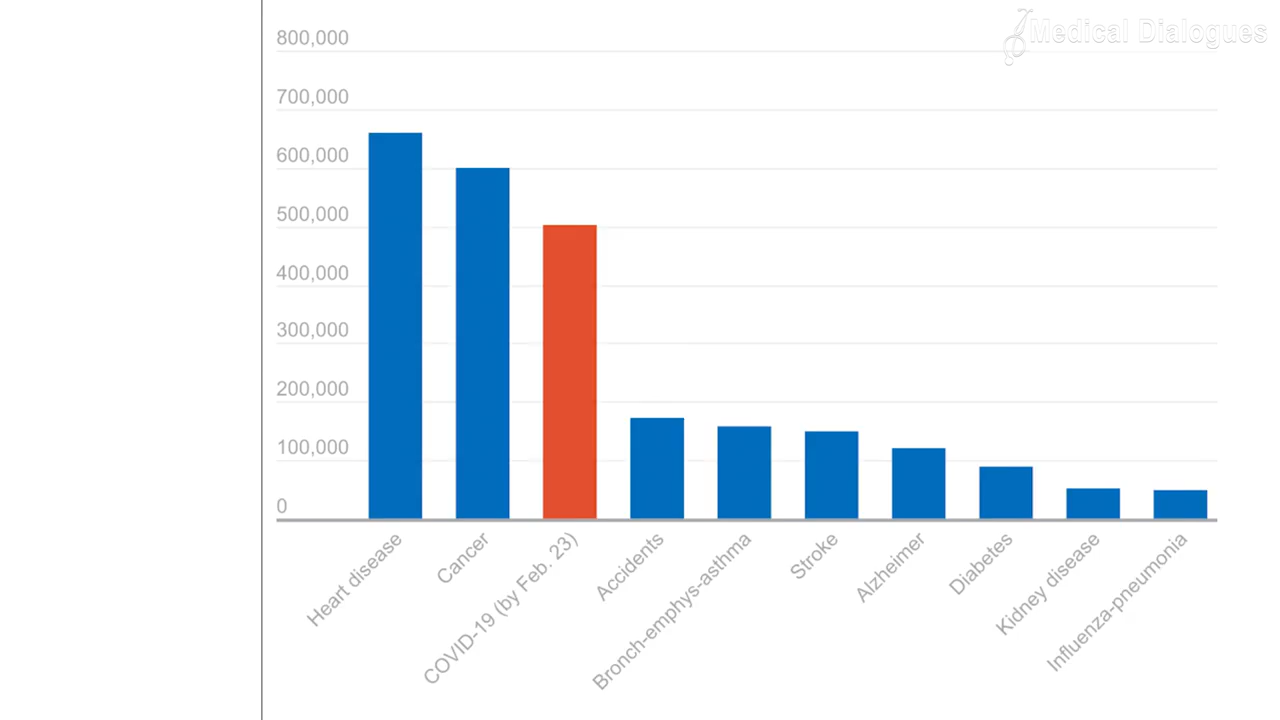 Medical Dialogues
800,000
700,000
600,000
500,000
400,000
300,000
200,000
100,000
0
Heart disease
Cancer
COVID-19 (by Feb. 23)
Accidents
Bronch-emphys-asthma
Stroke
Alzheimer
Diabetes
Kidney disease
Influenza-pneumonia